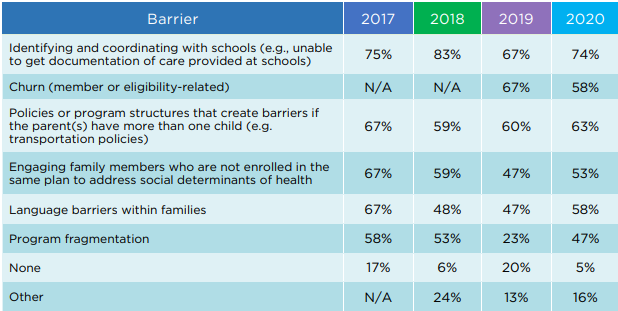 Barrier 2017 2018 2019 2020
Identifying and coordinating with schools (e.g., unable
to get documentation of care provided at schools) 75% 83% 67% 74%
Churn (member or eligibility-related) N/A N/A 67% 58%
Policies or program structures that create barriers if
the parent(s) have more than one child (e.g. 67% 59% 60% 63%
transportation policies)
Engaging family members who are not enrolled in the
same plan to address social determinants of health 67% 59% 47% 53%
Language barriers within families 67% 48% 47% 58%
Program fragmentation 58% 53% 23% 47%
None 17% 6% 20% 5%
Other N/A 24% 13% 16%